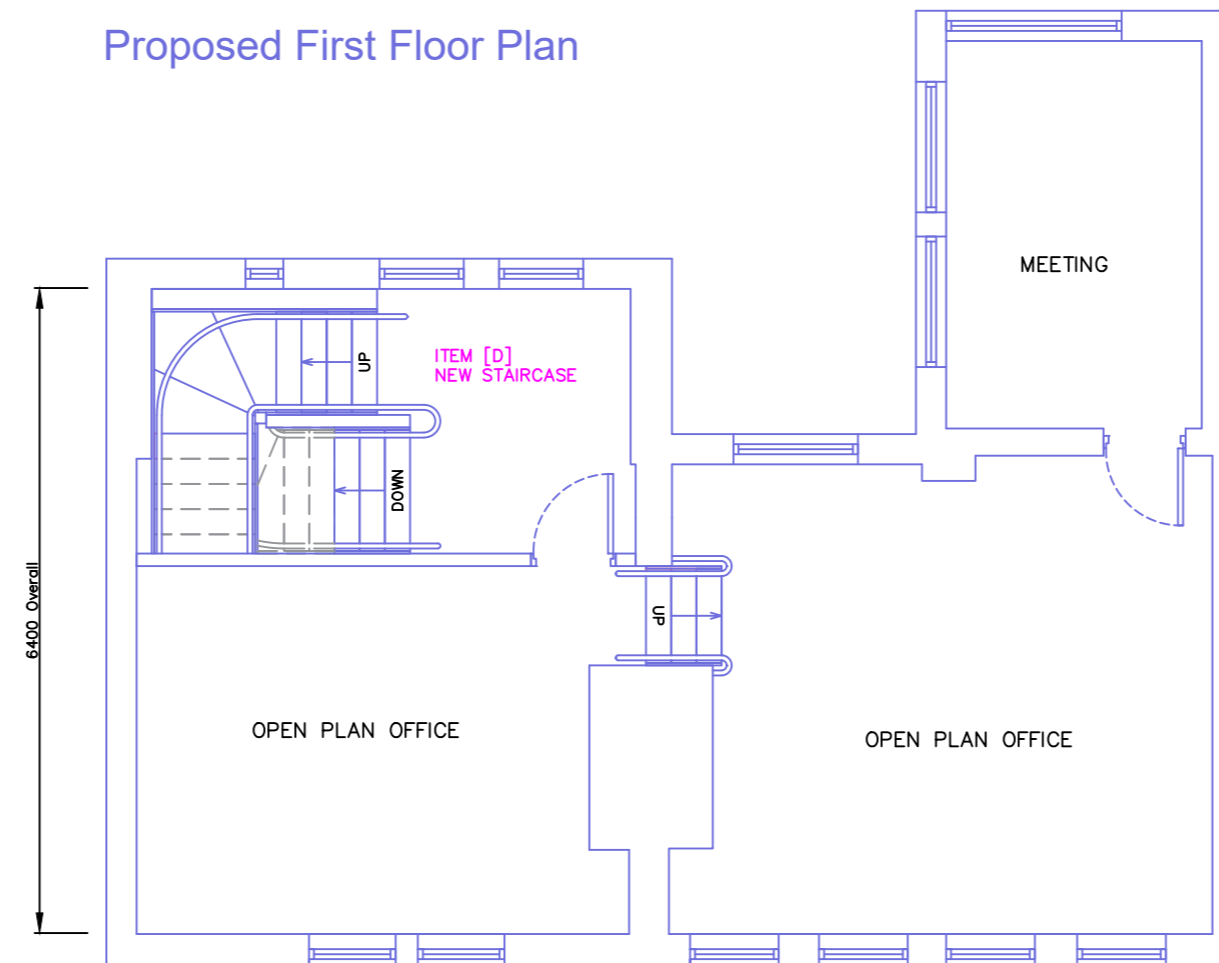 Proposed First Floor Plan
MEETING
UP
ITEM [D]
NEW STAIRCASE
DOWN
6400 Overall
UP
OPEN PLAN OFFICE
OPEN PLAN OFFICE